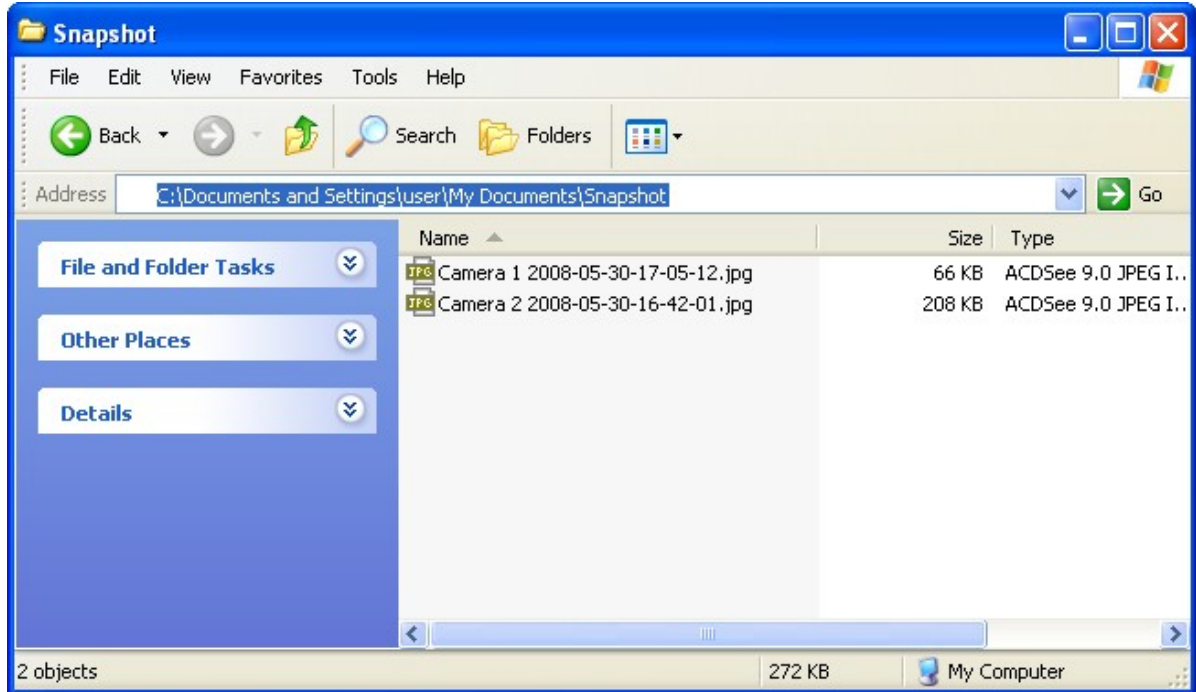 Snapshot
File Edit View Favorites Tools Help
Back Search Folders
Address C:\Documents and Settings\user\My Documents\Snapshot Go
Name Size Type
File and Folder Tasks
Other Places
Details
JPG Camera 1 2008-05-30-17-05-12.jpg 66 KB ACDSee 9.0 JPEG I..
JPG Camera 2 2008-05-30-16-42-01.jpg 208 KB ACDSee 9.0 JPEG I..
2 objects 272 KB My Computer